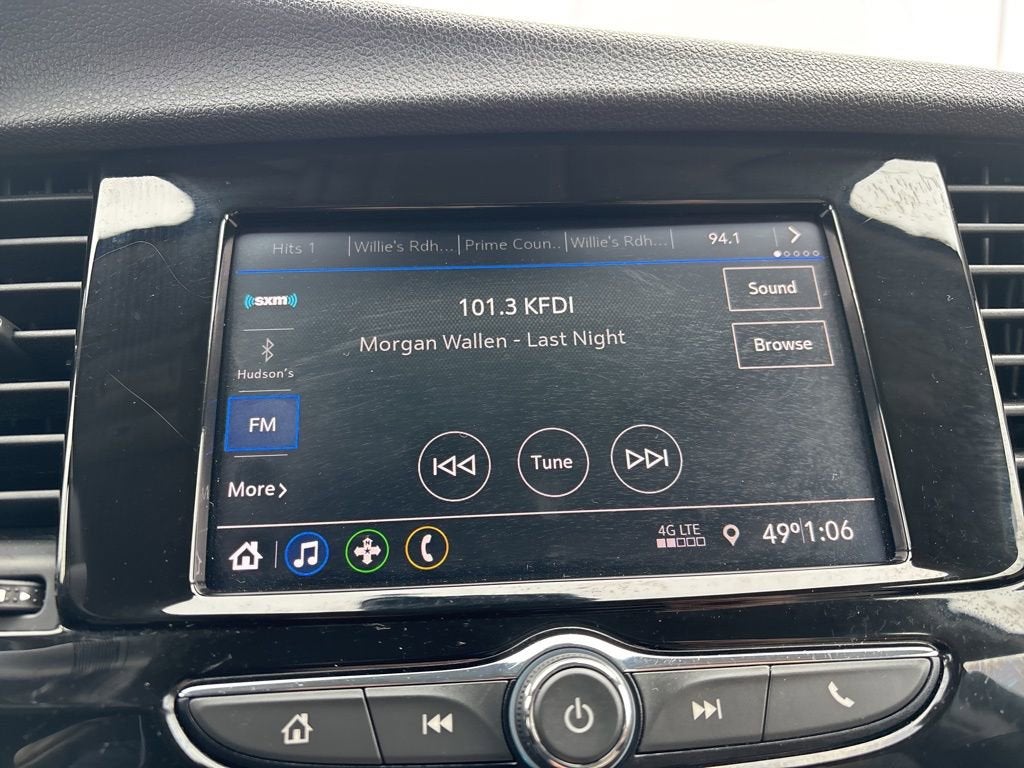 Hits 1 Willie's Rdh... Prime Coun... Willie's Rdh... 94.1
sxm
101.3 KFDI
Sound
Morgan Wallen - Last Night
Browse
Hudson's
FM
Tune
More
4G LTE
49° 1:06